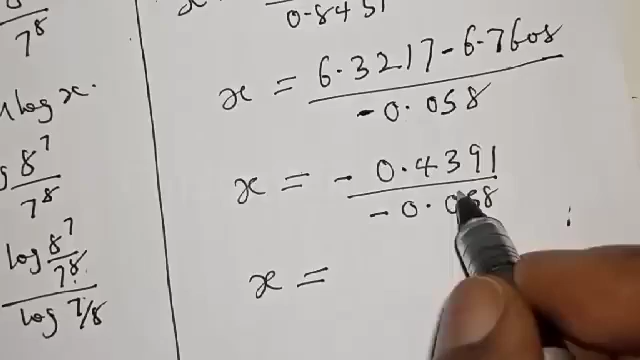 7⁸
n log x.
8⁷
7⁸
log 8⁷/7⁸
log 7/8
0.8451
x = 6.3217 - 6.7608
-0.058
x = -0.4391
-0.058
x =